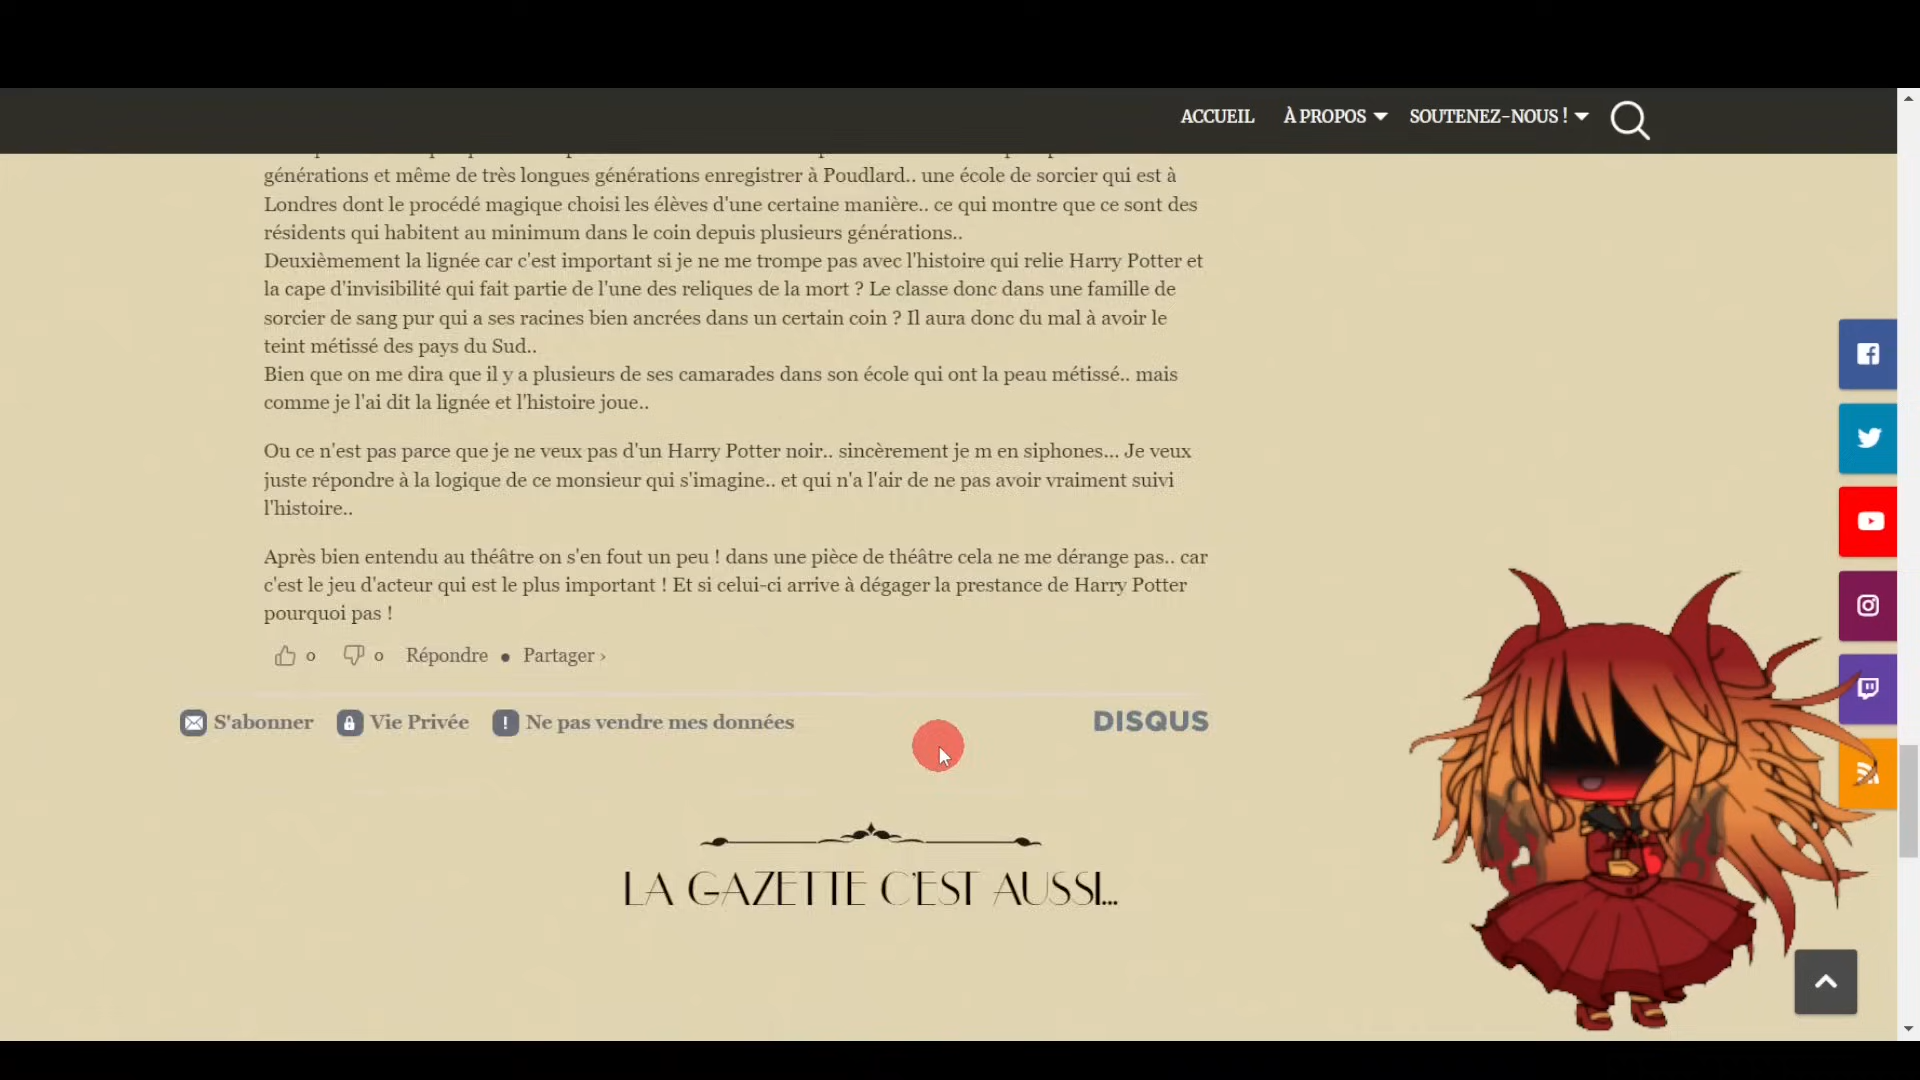 ACCUEIL À PROPOS SOUTENEZ-NOUS !
générations et même de très longues générations enregistrer à Poudlard.. une école de sorcier qui est à
Londres dont le procédé magique choisi les élèves d'une certaine manière.. ce qui montre que ce sont des
résidents qui habitent au minimum dans le coin depuis plusieurs générations..
Deuxièmement la lignée car c'est important si je ne me trompe pas avec l'histoire qui relie Harry Potter et
la cape d'invisibilité qui fait partie de l'une des reliques de la mort ? Le classe donc dans une famille de
sorcier de sang pur qui a ses racines bien ancrées dans un certain coin ? Il aura donc du mal à avoir le
teint métissé des pays du Sud..
Bien que on me dira que il y a plusieurs de ses camarades dans son école qui ont la peau métissé.. mais
comme je l'ai dit la lignée et l'histoire joue..
Ou ce n'est pas parce que je ne veux pas d'un Harry Potter noir.. sincèrement je m en siphones... Je veux
juste répondre à la logique de ce monsieur qui s'imagine.. et qui n'a l'air de ne pas avoir vraiment suivi
l'histoire..
Après bien entendu au théâtre on s'en fout un peu ! dans une pièce de théâtre cela ne me dérange pas.. car
c'est le jeu d'acteur qui est le plus important ! Et si celui-ci arrive à dégager la prestance de Harry Potter
pourquoi pas !
0 0 Répondre • Partager ›
S'abonner Vie Privée Ne pas vendre mes données DISQUS
LA GAZETTE C'EST AUSSI...